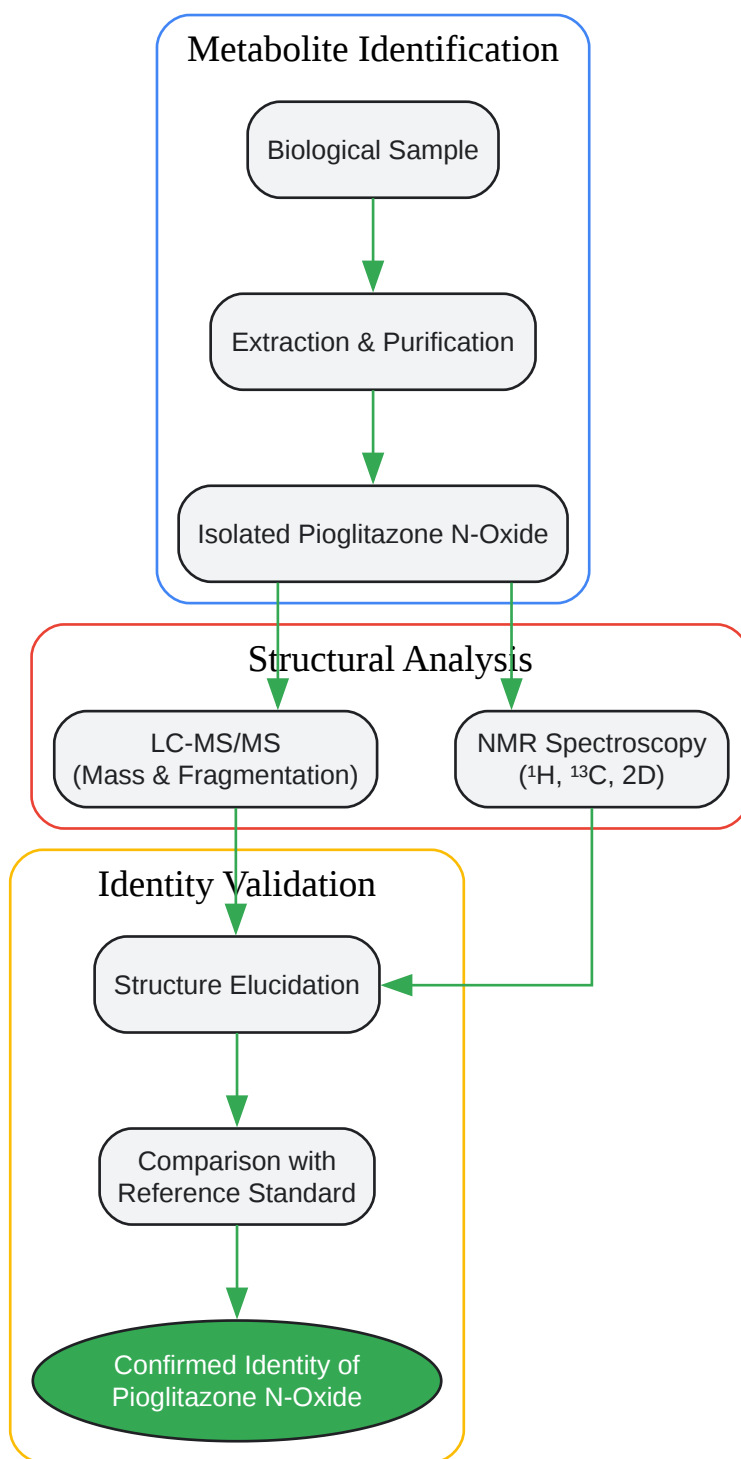 Metabolite Identification
Biological Sample
Extraction & Purification
Isolated Pioglitazone N-Oxide
Structural Analysis
LC-MS/MS
(Mass & Fragmentation)
NMR Spectroscopy
(¹H, ¹³C, 2D)
Identity Validation
Structure Elucidation
Comparison with
Reference Standard
Confirmed Identity of
Pioglitazone N-Oxide